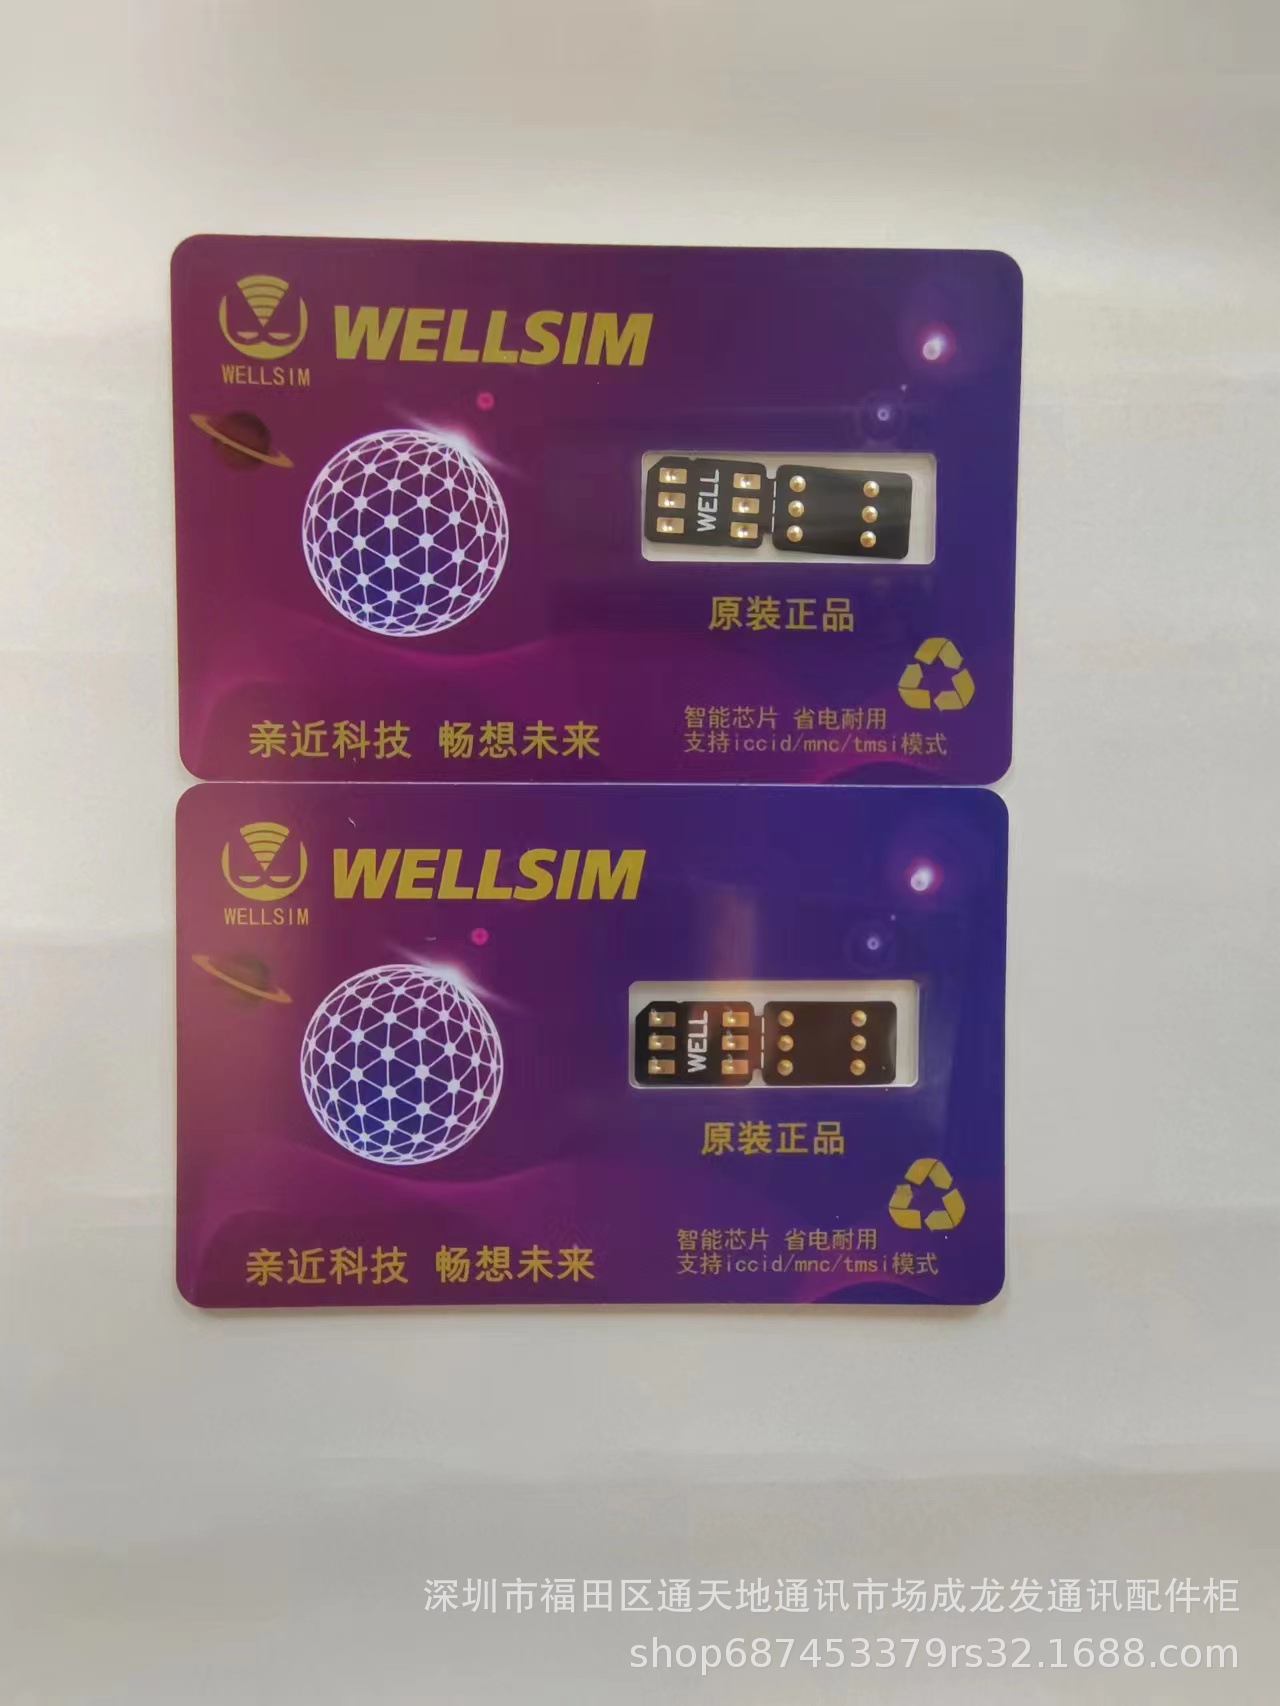 WELLSIM
WELLSIM
WELL
原装正品
智能芯片 省电耐用
支持iccid/mnc/tmsi模式
亲近科技 畅想未来
WELLSIM
WELLSIM
WELL
原装正品
智能芯片 省电耐用
支持iccid/mnc/tmsi模式
亲近科技 畅想未来
深圳市福田区通天地通讯市场成龙发通讯配件柜
shop687453379rs32.1688.com